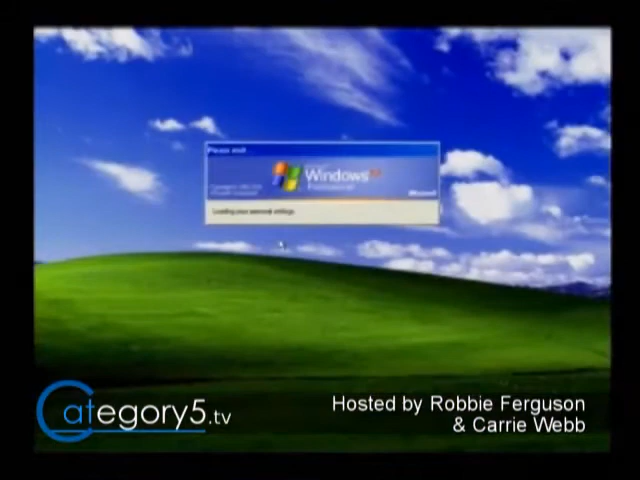 Please wait...
Windows XP
Professional
Microsoft
Loading your personal settings...
Category5.tv
Hosted by Robbie Ferguson
& Carrie Webb